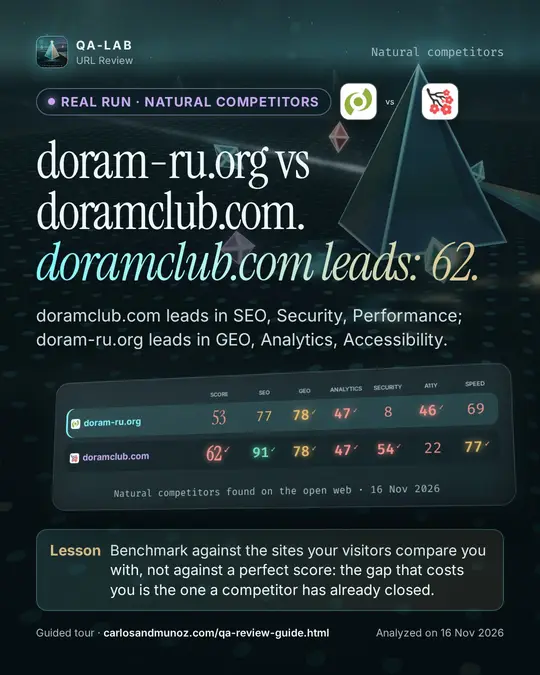 QA-LAB
URL Review
Natural competitors
REAL RUN · NATURAL COMPETITORS
vs
doram-ru.org vs
doramclub.com.
doramclub.com leads: 62.
doramclub.com leads in SEO, Security, Performance;
doram-ru.org leads in GEO, Analytics, Accessibility.
SCORE SEO GEO ANALYTICS SECURITY A11Y SPEED
doram-ru.org 53 77 78✓ 47✓ 8 46✓ 69
doramclub.com 62✓ 91✓ 78✓ 47✓ 54✓ 22 77✓
Natural competitors found on the open web · 16 Nov 2026
Lesson Benchmark against the sites your visitors compare you
with, not against a perfect score: the gap that costs
you is the one a competitor has already closed.
Guided tour · carlosandmunoz.com/qa-review-guide.html
Analyzed on 16 Nov 2026